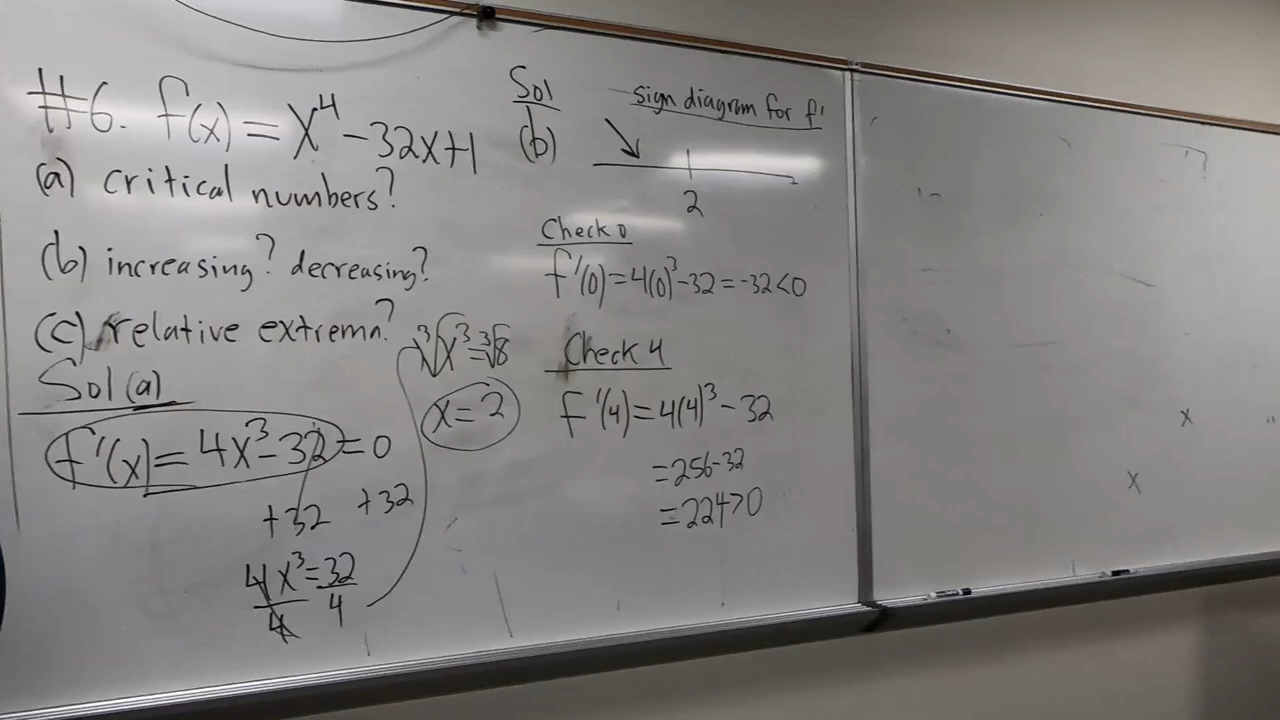 #6. f(x) = x⁴ - 32x + 1
(a) critical numbers?
(b) increasing? decreasing?
(c) relative extrema?
Sol (a)
f'(x) = 4x³ - 32 = 0
+32 +32
4x³ = 32
4 4
∛x³ = ∛8
x = 2
Sol
(b)
sign diagram for f'
2
Check 0
f'(0) = 4(0)³ - 32 = -32 < 0
Check 4
f'(4) = 4(4)³ - 32
= 256 - 32
= 224 > 0
x
x